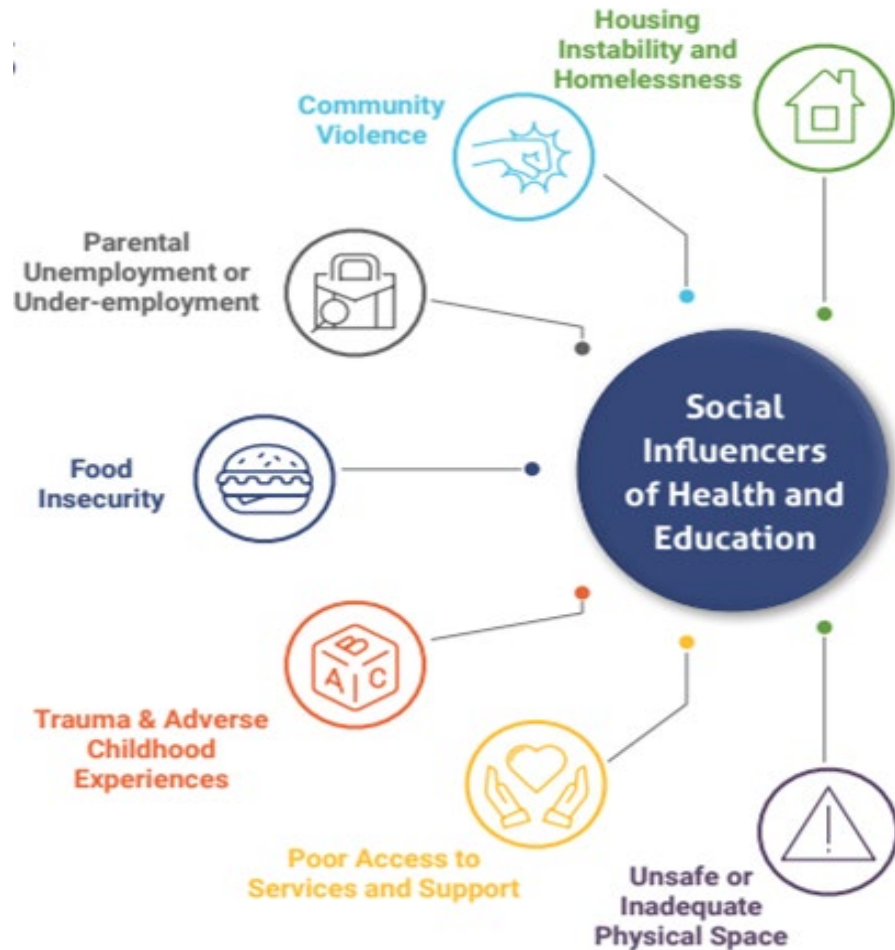 Housing
Instability and
Homelessness
Community
Violence
Parental
Unemployment or
Under-employment
Food
Insecurity
Social
Influencers
of Health and
Education
B
A
C
Trauma & Adverse
Childhood
Experiences
Poor Access to
Services and Support
Unsafe or
Inadequate
Physical Space